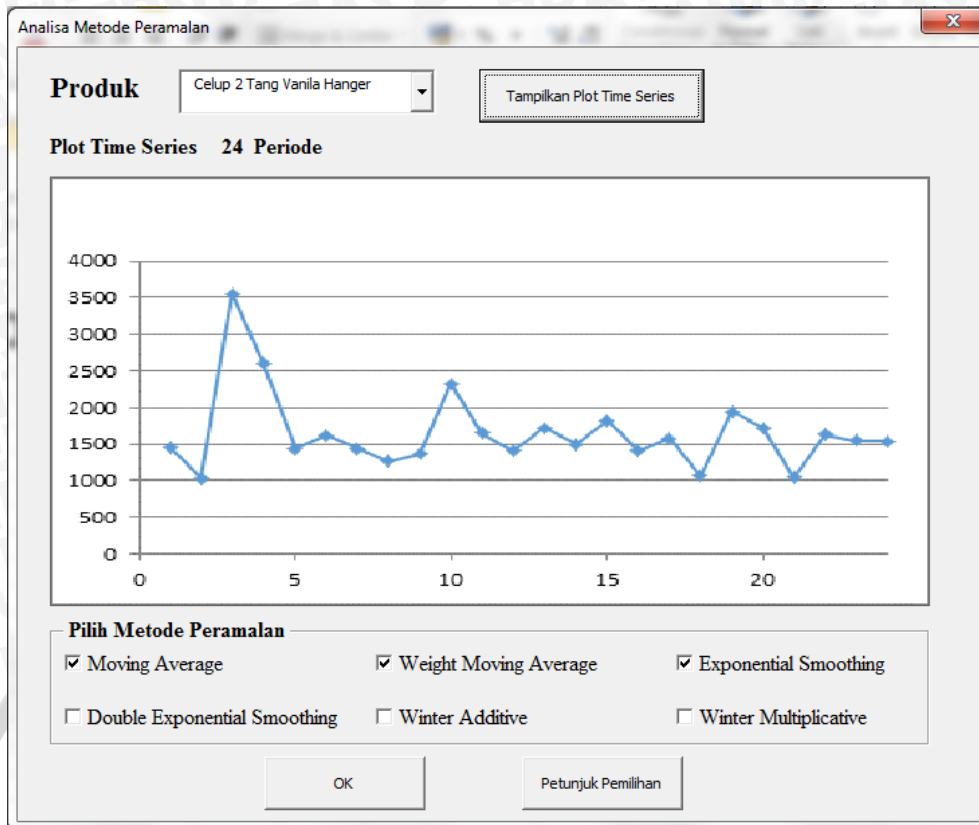 Analisa Metode Peramalan
Produk Celup 2 Tang Vanila Hanger Tampilkan Plot Time Series
Plot Time Series 24 Periode
4000
3500
3000
2500
2000
1500
1000
500
0
0 5 10 15 20
Pilih Metode Peramalan
Moving Average Weight Moving Average Exponential Smoothing
Double Exponential Smoothing Winter Additive Winter Multiplicative
OK Petunjuk Pemilihan